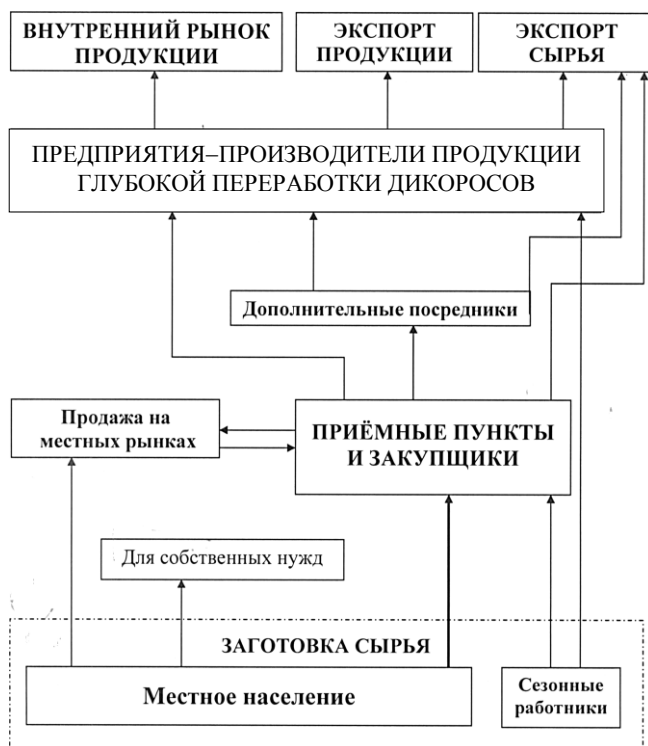 ВНУТРЕННИЙ РЫНОК
ПРОДУКЦИИ
ЭКСПОРТ
ПРОДУКЦИИ
ЭКСПОРТ
СЫРЬЯ
ПРЕДПРИЯТИЯ–ПРОИЗВОДИТЕЛИ ПРОДУКЦИИ
ГЛУБОКОЙ ПЕРЕРАБОТКИ ДИКОРОСОВ
Дополнительные посредники
Продажа на
местных рынках
ПРИЁМНЫЕ ПУНКТЫ
И ЗАКУПЩИКИ
Для собственных нужд
ЗАГОТОВКА СЫРЬЯ
Местное население
Сезонные
работники